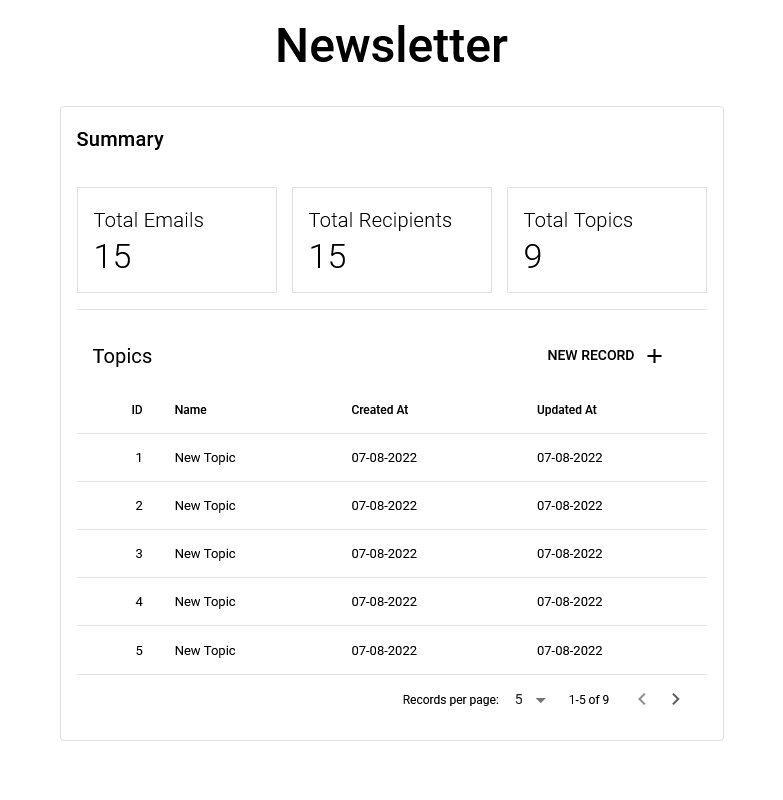 Newsletter
Summary
Total Emails
15
Total Recipients
15
Total Topics
9
Topics
NEW RECORD
ID Name Created At Updated At
1 New Topic 07-08-2022 07-08-2022
2 New Topic 07-08-2022 07-08-2022
3 New Topic 07-08-2022 07-08-2022
4 New Topic 07-08-2022 07-08-2022
5 New Topic 07-08-2022 07-08-2022
Records per page: 5 1-5 of 9